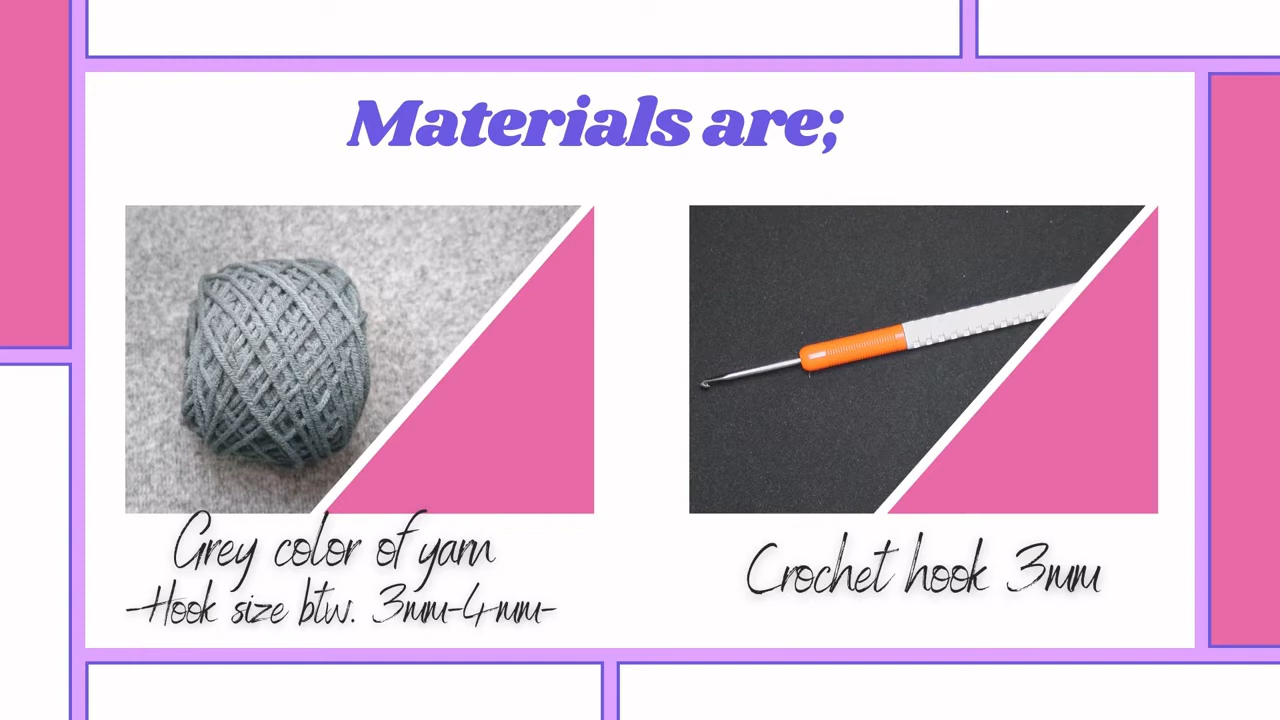 Materials are;
Grey color of yarn
-Hook size btw. 3mm-4mm-
Crochet hook 3mm